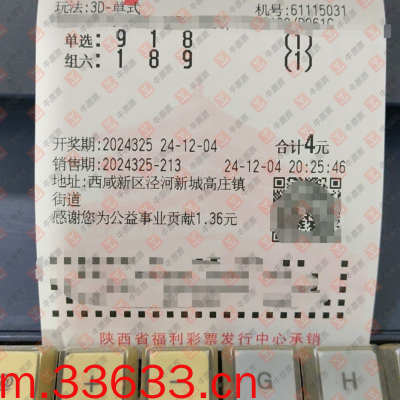 玩法:3D-单式 机号:61115031
单选: 9 1 8 (1)
组六: 1 8 9 (1)
开奖期:2024325 24-12-04 合计4元
销售期:2024325-213 24-12-04 20:25:46
地址:西咸新区泾河新城高庄镇
街道
感谢您为公益事业贡献1.36元
陕西省福利彩票发行中心承销
G H
m.33633.cn